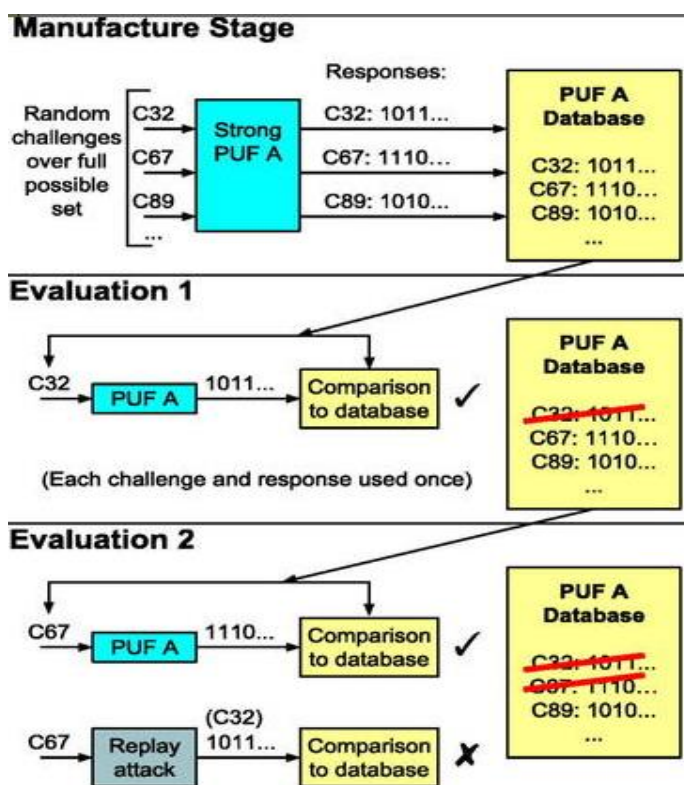 Manufacture Stage
Responses:
Random
challenges
over full
possible
set
C32
C67
C89
...
Strong
PUF A
C32: 1011...
C67: 1110...
C89: 1010...
PUF A
Database
C32: 1011...
C67: 1110...
C89: 1010...
...
Evaluation 1
C32
PUF A
1011...
Comparison
to database
✓
(Each challenge and response used once)
PUF A
Database
C32: 1011...
C67: 1110...
C89: 1010...
...
Evaluation 2
C67
PUF A
1110...
Comparison
to database
✓
C67
Replay
attack
(C32)
1011...
Comparison
to database
✗
PUF A
Database
C32: 1011...
C67: 1110...
C89: 1010...
...